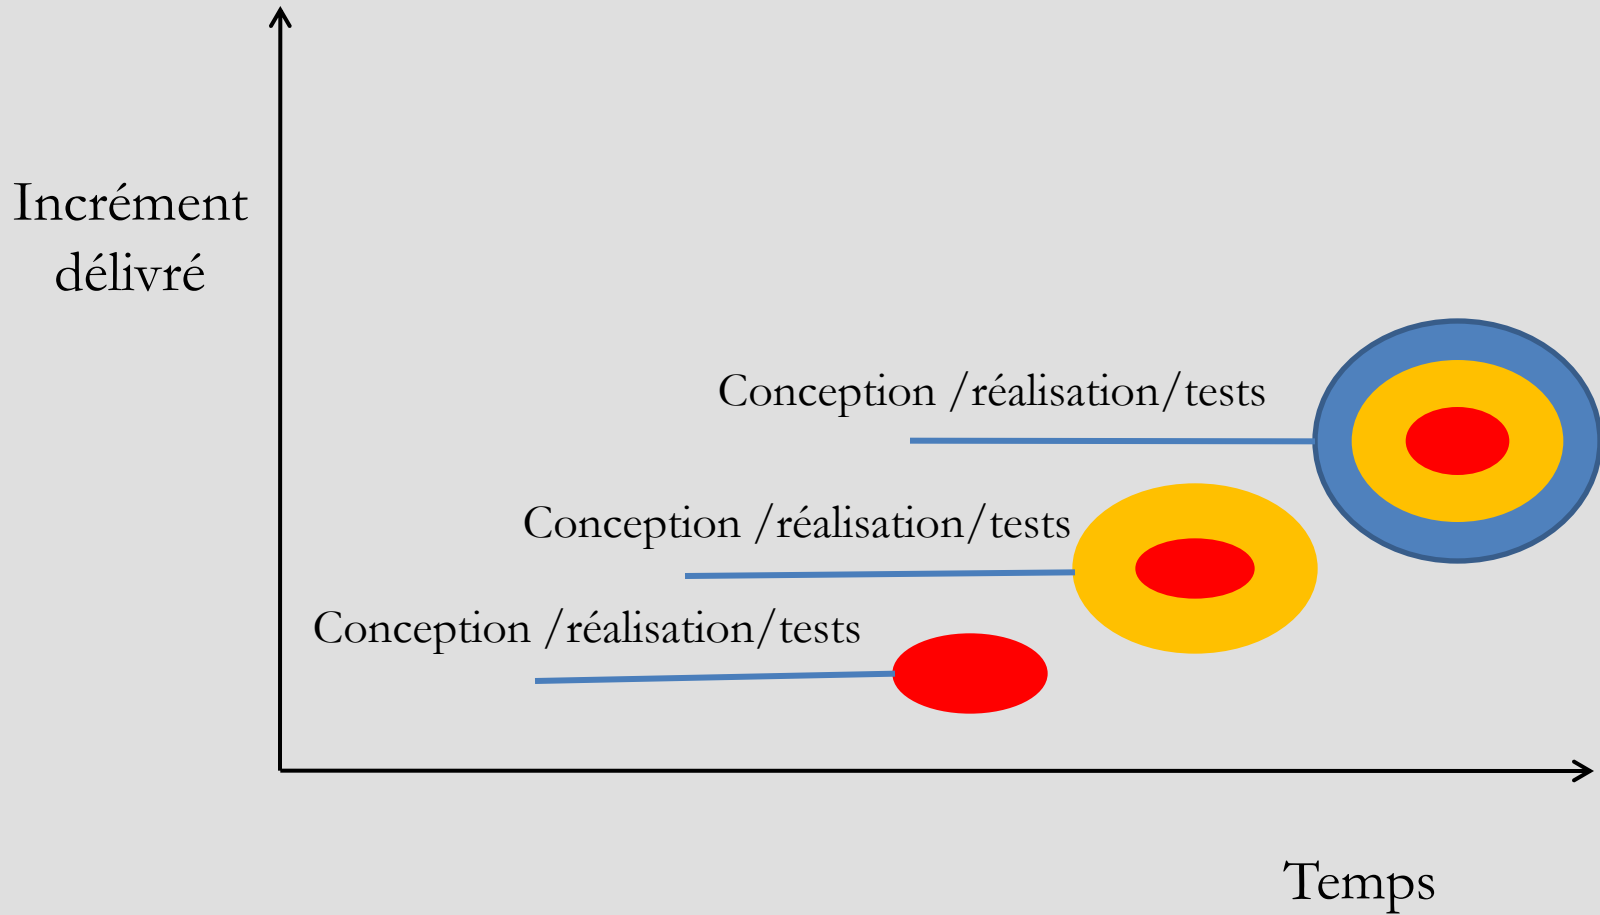 Incrément
délivré
Conception /réalisation/tests
Conception /réalisation/tests
Conception /réalisation/tests
Temps